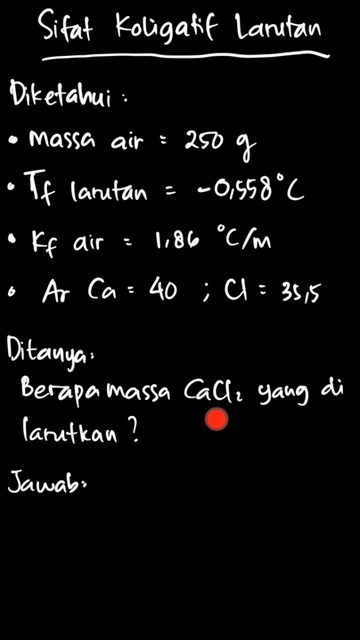 Sifat Koligatif Larutan
Diketahui:
• Massa air = 250 g
• Tf larutan = -0,558°C
• Kf air = 1,86 °C/m
• Ar Ca = 40 ; Cl = 35,5
Ditanya:
Berapa massa CaCl₂ yang di
larutkan?
Jawab: